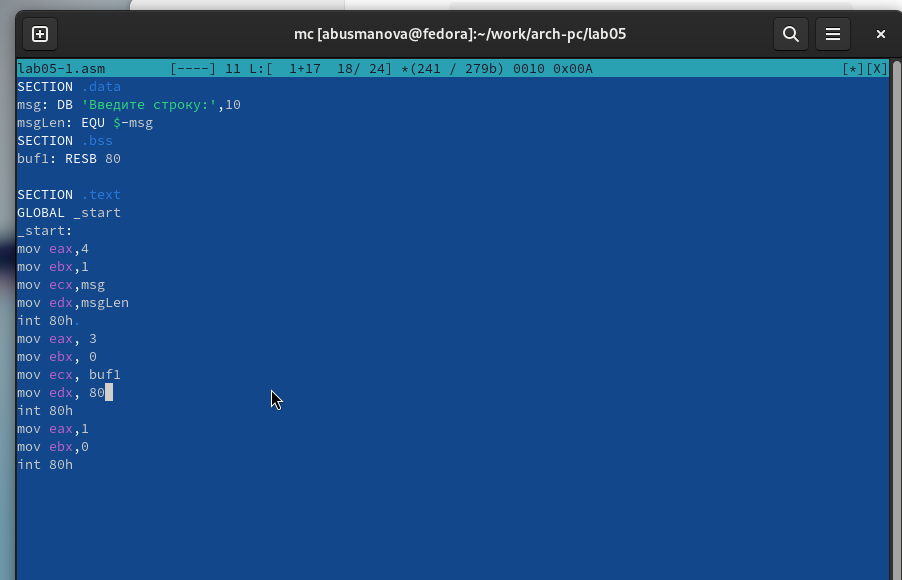 mc [abusmanova@fedora]:~/work/arch-pc/lab05
lab05-1.asm [----] 11 L:[ 1+17 18/ 24] *(241 / 279b) 0010 0x00A [*][X]
SECTION .data
msg: DB 'Введите строку:',10
msgLen: EQU $-msg
SECTION .bss
buf1: RESB 80
SECTION .text
GLOBAL _start
_start:
mov eax,4
mov ebx,1
mov ecx,msg
mov edx,msgLen
int 80h.
mov eax, 3
mov ebx, 0
mov ecx, buf1
mov edx, 80
int 80h
mov eax,1
mov ebx,0
int 80h